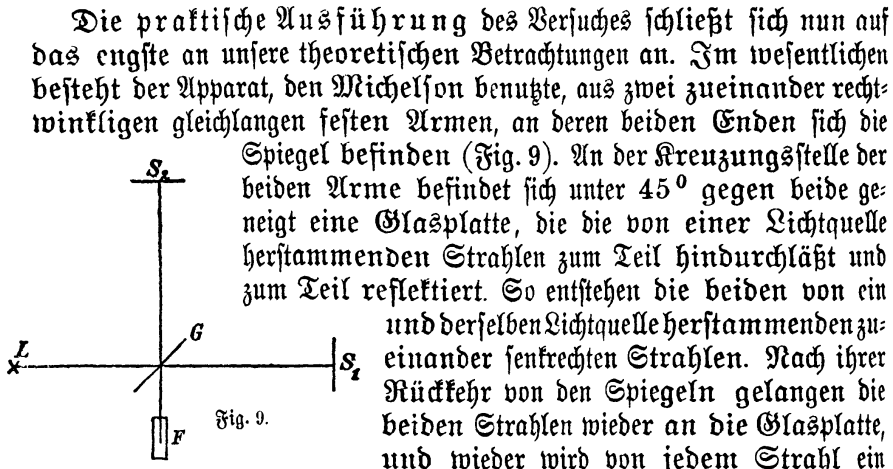 Die praktische Ausführung des Versuches schließt sich nun auf
das engste an unsere theoretischen Betrachtungen an. Im wesentlichen
besteht der Apparat, den Michelson benutzte, aus zwei zueinander recht-
winkligen gleichlangen festen Armen, an deren beiden Enden sich die
Spiegel befinden (Fig. 9). An der Kreuzungsstelle der
beiden Arme befindet sich unter 45⁰ gegen beide ge-
neigt eine Glasplatte, die die von einer Lichtquelle
herstammenden Strahlen zum Teil hindurchläßt und
zum Teil reflektiert. So entstehen die beiden von ein
und derselben Lichtquelle herstammenden zu-
einander senkrechten Strahlen. Nach ihrer
Rückkehr von den Spiegeln gelangen die
beiden Strahlen wieder an die Glasplatte,
und wieder wird von jedem Strahl ein
S₂
G
L
S₁
Fig. 9.
F